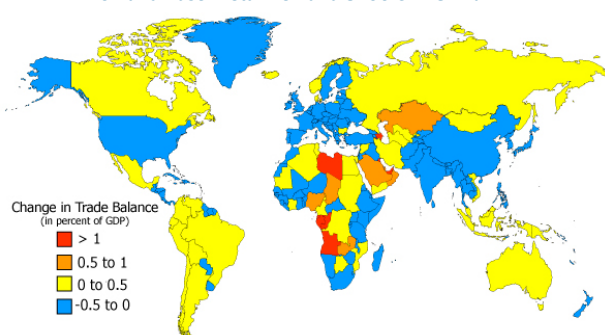 Change in Trade Balance
(in percent of GDP)
> 1
0.5 to 1
0 to 0.5
-0.5 to 0